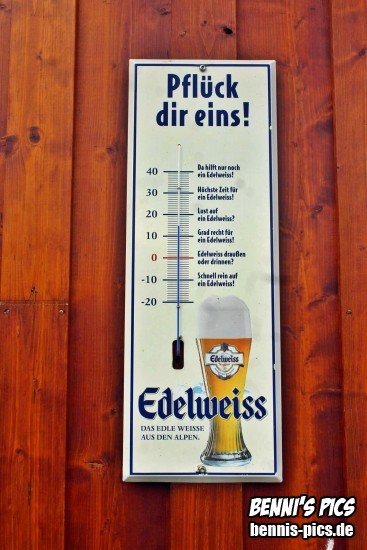 Pflück
dir eins!
40
Da hilft nur noch
ein Edelweiss!
30
Höchste Zeit für
ein Edelweiss!
20
Lust auf
ein Edelweiss?
10
Grad recht für
ein Edelweiss!
0
Edelweiss draußen
oder drinnen?
-10
Schnell rein auf
ein Edelweiss!
-20
Edelweiss
Edelweiss
DAS EDLE WEISSE
AUS DEN ALPEN.
BENNI'S PICS
bennis-pics.de